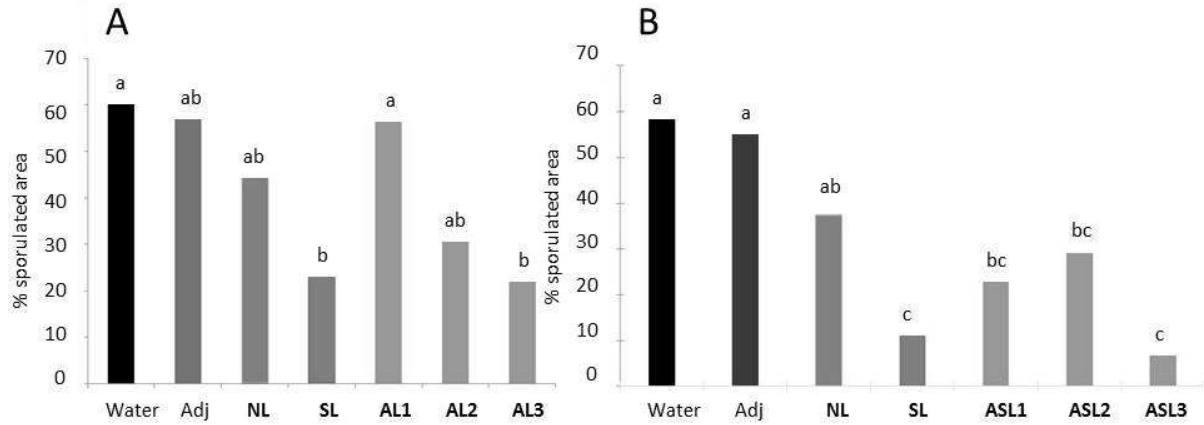 A
% sporulated area
70
60
50
40
30
20
10
0
a
ab
ab
b
a
ab
b
Water Adj NL SL AL1 AL2 AL3
B
% sporulated area
70
60
50
40
30
20
10
0
a
a
ab
c
bc
bc
c
Water Adj NL SL ASL1 ASL2 ASL3